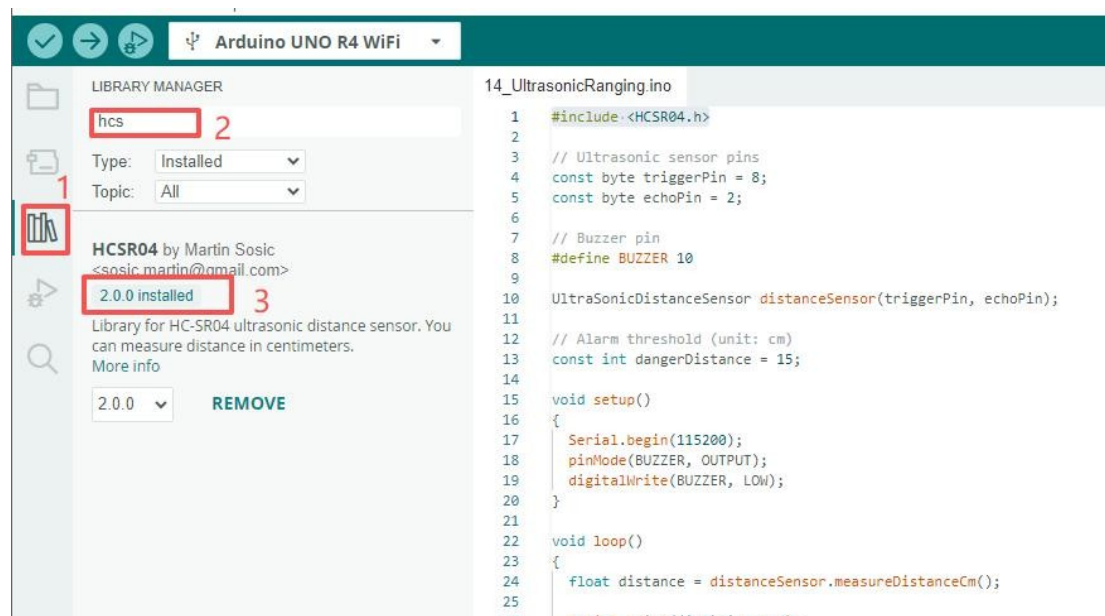 Arduino UNO R4 WiFi
LIBRARY MANAGER
hcs
2
Type: Installed
Topic: All
1
HCSR04 by Martin Sosic
<sosic.martin@gmail.com>
2.0.0 installed
3
Library for HC-SR04 ultrasonic distance sensor. You
can measure distance in centimeters.
More info
2.0.0
REMOVE
14_UltrasonicRanging.ino
1 #include <HCSR04.h>
2
3 // Ultrasonic sensor pins
4 const byte triggerPin = 8;
5 const byte echoPin = 2;
6
7 // Buzzer pin
8 #define BUZZER 10
9
10 UltraSonicDistanceSensor distanceSensor(triggerPin, echoPin);
11
12 // Alarm threshold (unit: cm)
13 const int dangerDistance = 15;
14
15 void setup()
16 {
17 Serial.begin(115200);
18 pinMode(BUZZER, OUTPUT);
19 digitalWrite(BUZZER, LOW);
20 }
21
22 void loop()
23 {
24 float distance = distanceSensor.measureDistanceCm();
25